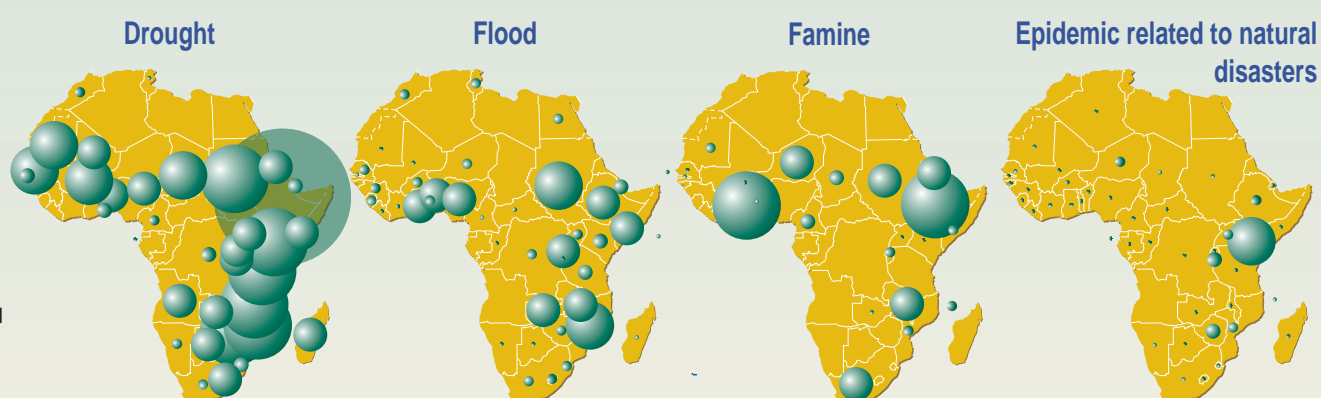 Drought
Flood
Famine
Epidemic related to natural
disasters